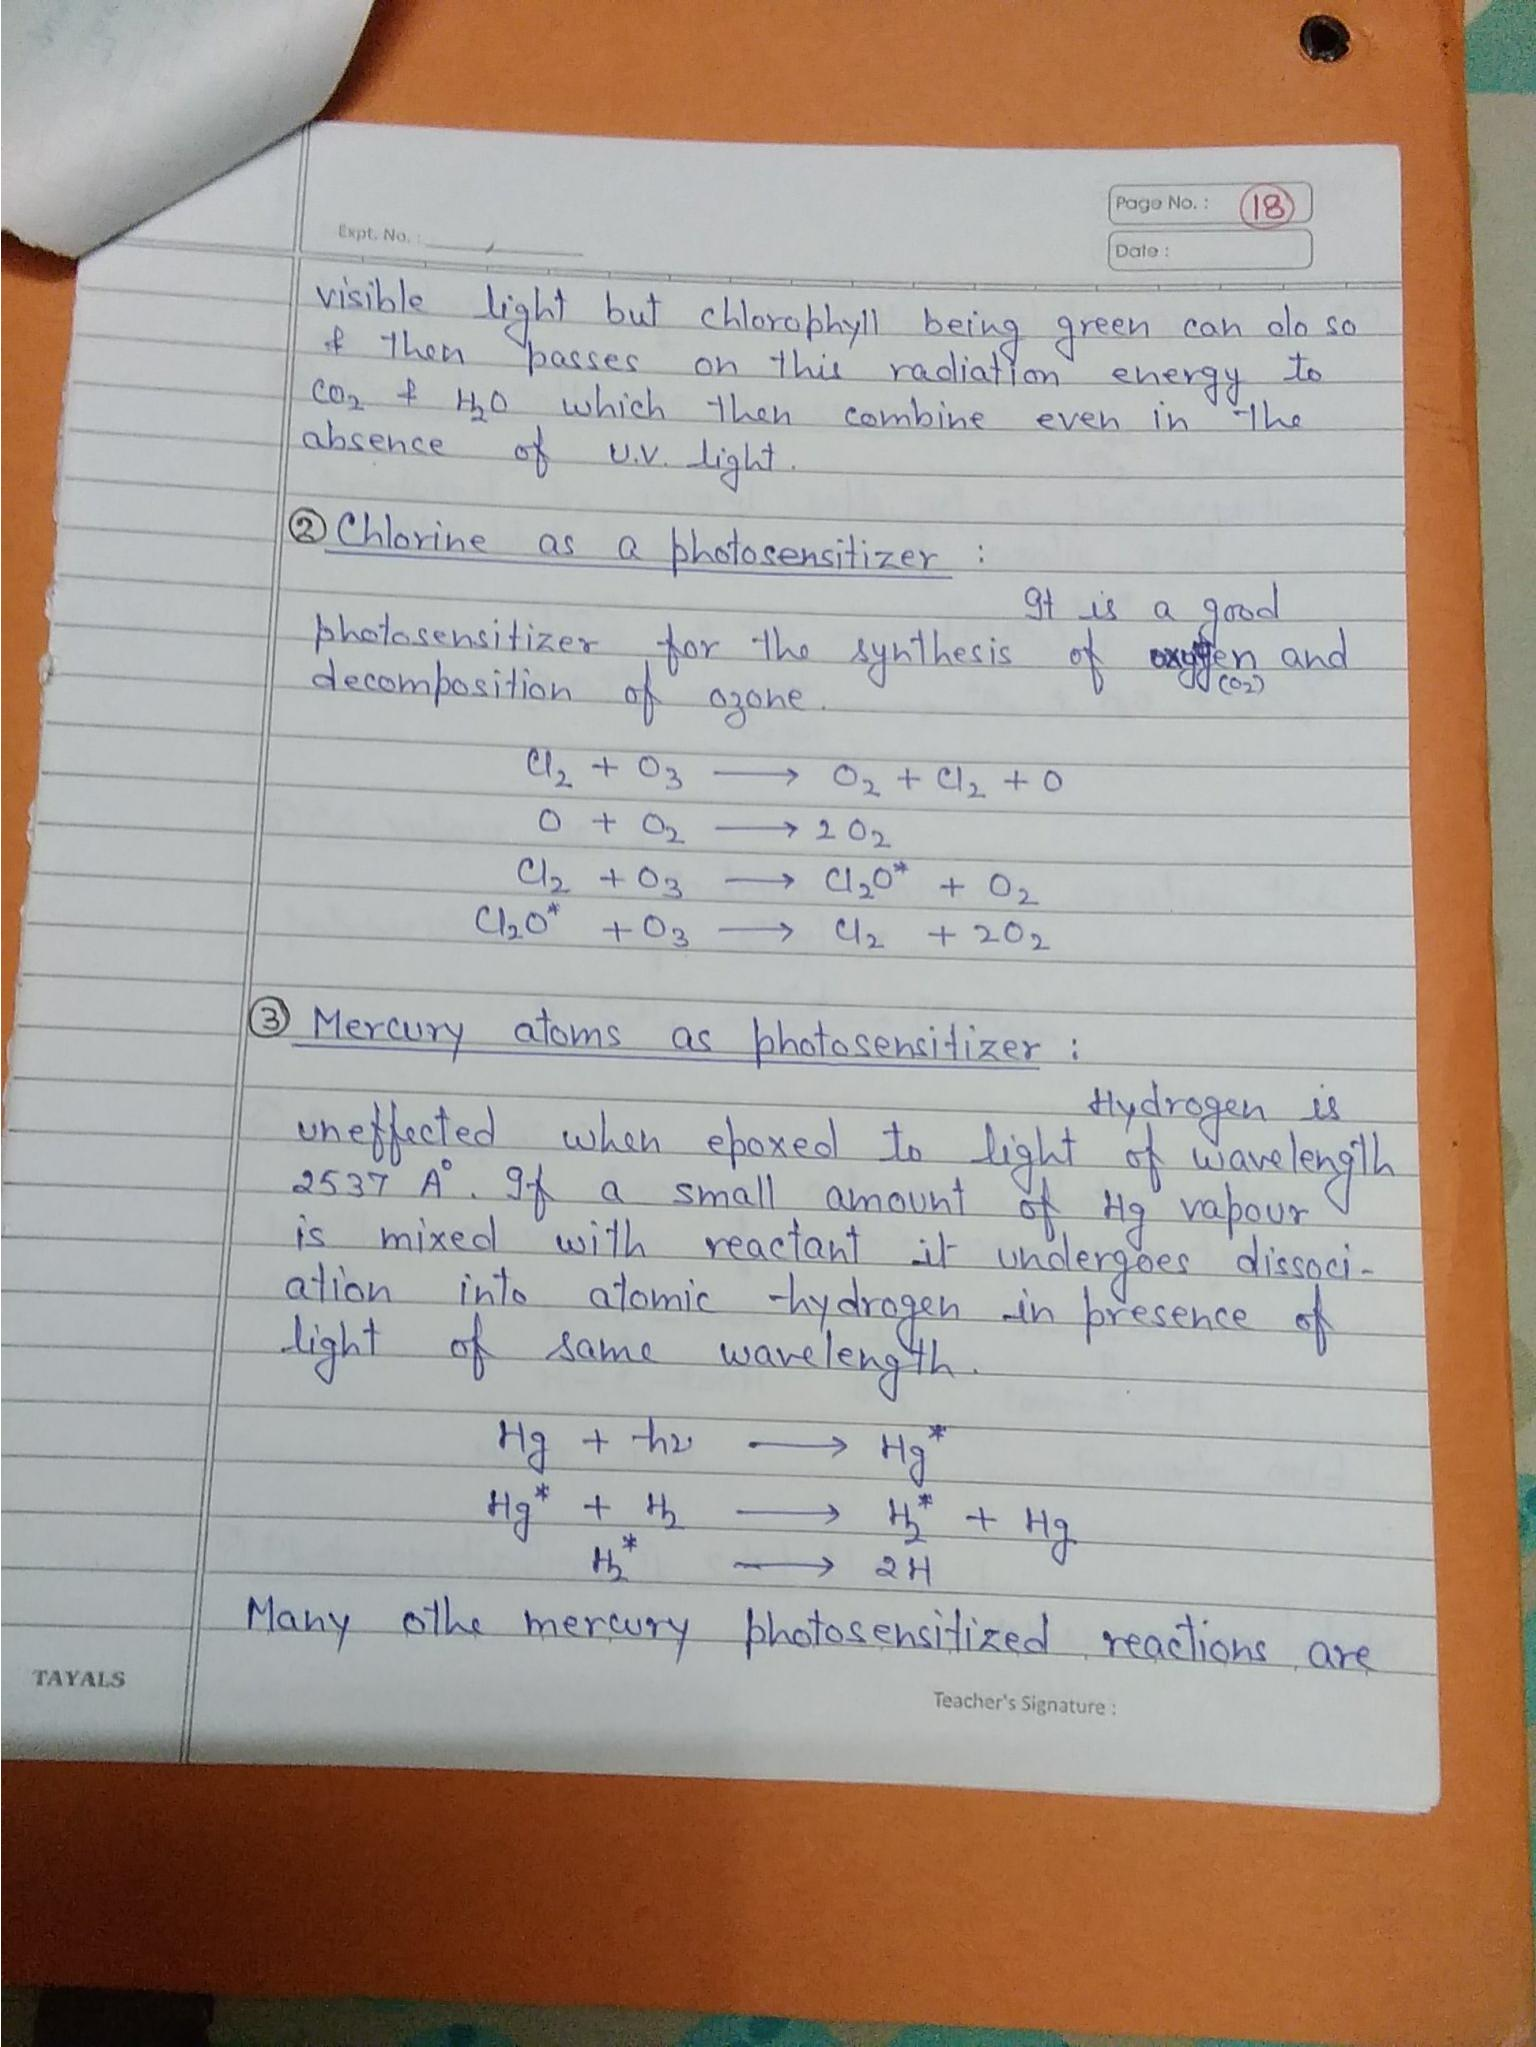 Page No. : 18
Expt. No. :
Date :
visible light but chlorophyll being green can do so
& then passes on this radiation energy to
CO₂ & H₂O which then combine even in the
absence of U.V. light.
② Chlorine as a photosensitizer :
It is a good
photosensitizer for the synthesis of oxygen and
(O₂)
decomposition of ozone.
Cl₂ + O₃ → O₂ + Cl₂ + O
O + O₂ → 2O₂
Cl₂ + O₃ → Cl₂O* + O₂
Cl₂O* + O₃ → Cl₂ + 2O₂
③ Mercury atoms as photosensitizer :
Hydrogen is
uneffected when epoxed to light of wavelength
2537 A°. If a small amount of Hg vapour
is mixed with reactant it undergoes dissoci-
ation into atomic hydrogen in presence of
light of same wavelength.
Hg + hν → Hg*
Hg* + H₂ → H₂* + Hg
H₂* → 2H
Many othe mercury photosensitized reactions are
TAYALS
Teacher's Signature :